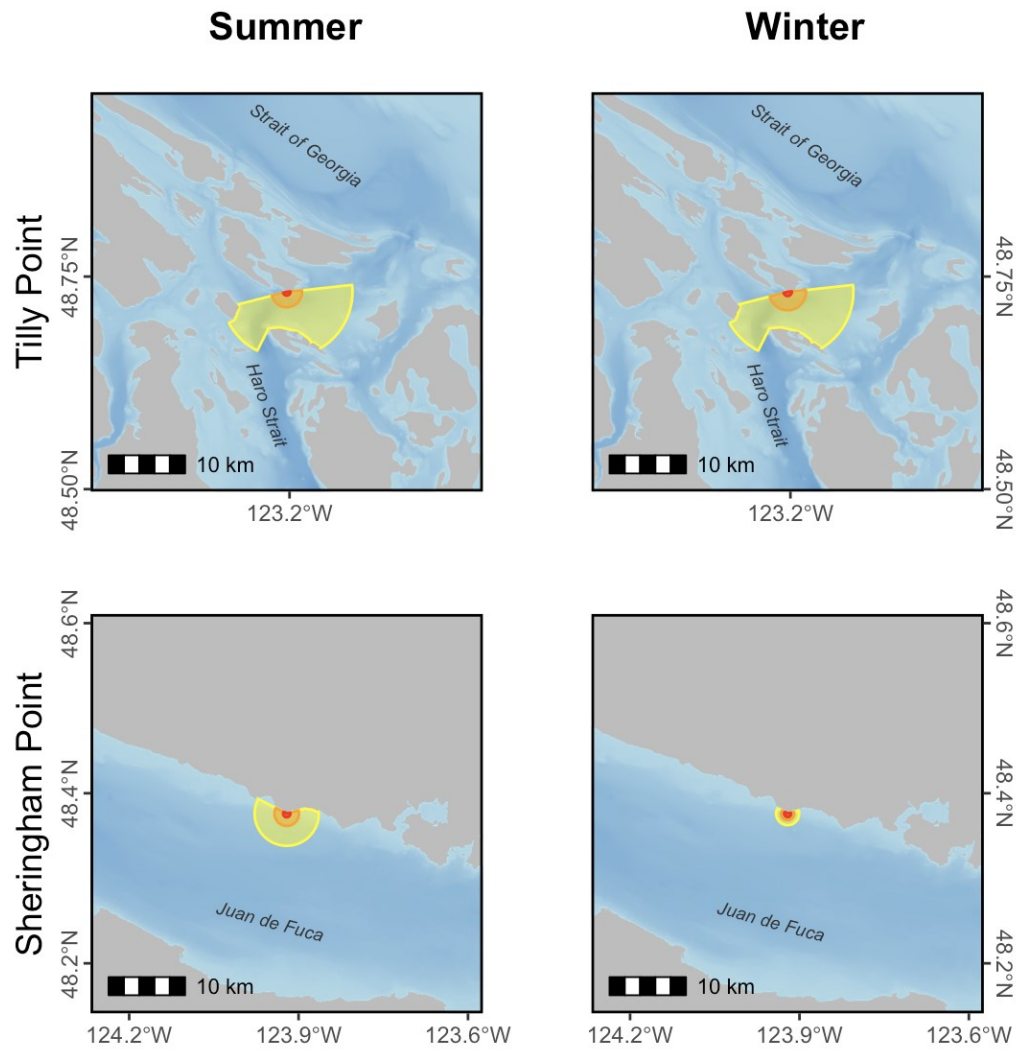 Summer
Winter
Tilly Point
48.75°N
48.50°N
Strait of Georgia
Haro Strait
10 km
123.2°W
Strait of Georgia
Haro Strait
10 km
123.2°W
48.75°N
48.50°N
Sheringham Point
48.6°N
48.4°N
48.2°N
Juan de Fuca
10 km
124.2°W
123.9°W
123.6°W
Juan de Fuca
10 km
124.2°W
123.9°W
123.6°W
48.6°N
48.4°N
48.2°N